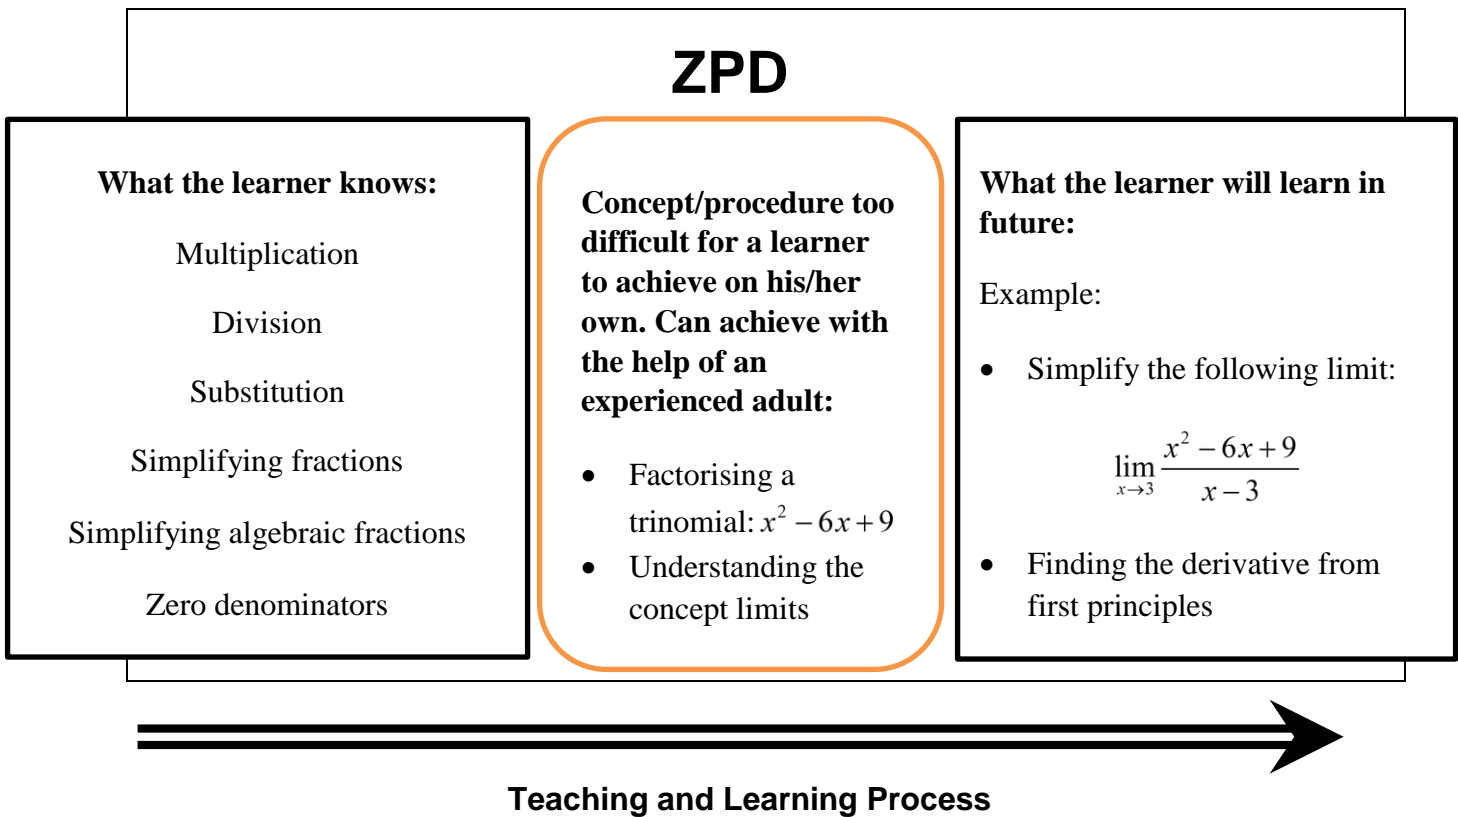 ZPD
What the learner knows:
Multiplication
Division
Substitution
Simplifying fractions
Simplifying algebraic fractions
Zero denominators
Concept/procedure too
difficult for a learner
to achieve on his/her
own. Can achieve with
the help of an
experienced adult:
• Factorising a
trinomial: x² − 6x + 9
• Understanding the
concept limits
What the learner will learn in
future:
Example:
• Simplify the following limit:
lim x→3 (x² − 6x + 9)/(x − 3)
• Finding the derivative from
first principles
Teaching and Learning Process